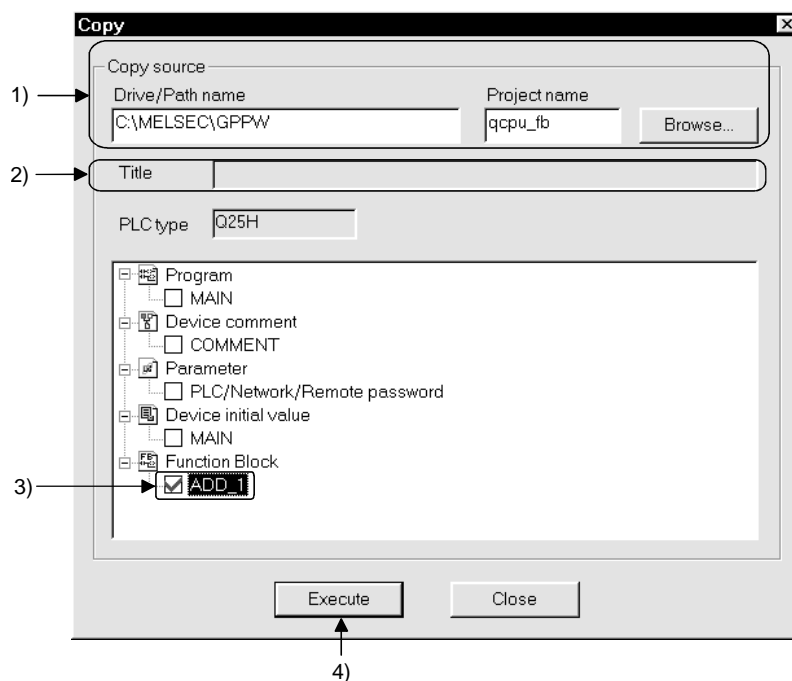 Copy
Copy source
1)
Drive/Path name
Project name
C:\MELSEC\GPPW
qcpu_fb
Browse...
2)
Title
PLC type
Q25H
Program
MAIN
Device comment
COMMENT
Parameter
PLC/Network/Remote password
Device initial value
MAIN
FB
Function Block
3)
ADD_1
Execute
Close
4)